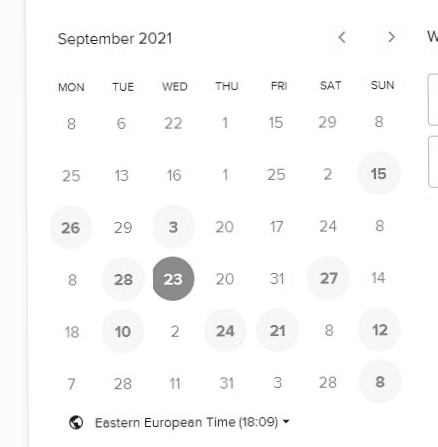 September 2021 < > W
MON TUE WED THU FRI SAT SUN
8 6 22 1 15 29 8
25 13 16 1 25 2 15
26 29 3 20 17 24 8
8 28 23 20 31 27 14
18 10 2 24 21 8 12
7 28 11 31 3 28 8
Eastern European Time (18:09)